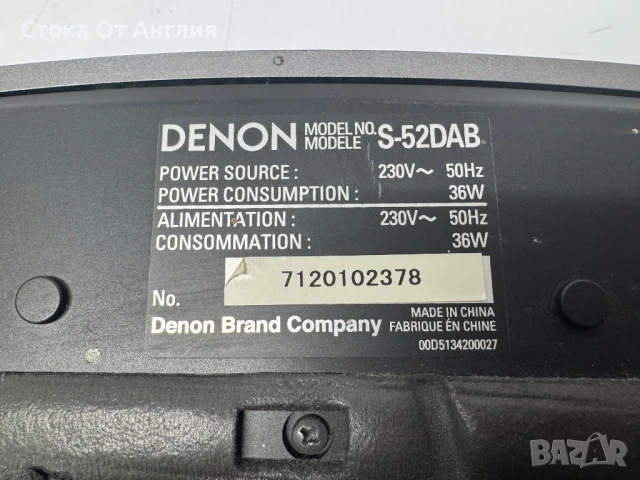 Стока От Англия
DENON MODEL NO. MODELE S-52DAB
POWER SOURCE : 230V~ 50Hz
POWER CONSUMPTION : 36W
ALIMENTATION : 230V~ 50Hz
CONSOMMATION : 36W
No. 7120102378
Denon Brand Company
MADE IN CHINA
FABRIQUE ÉN CHINE
00D5134200027
BAZAR